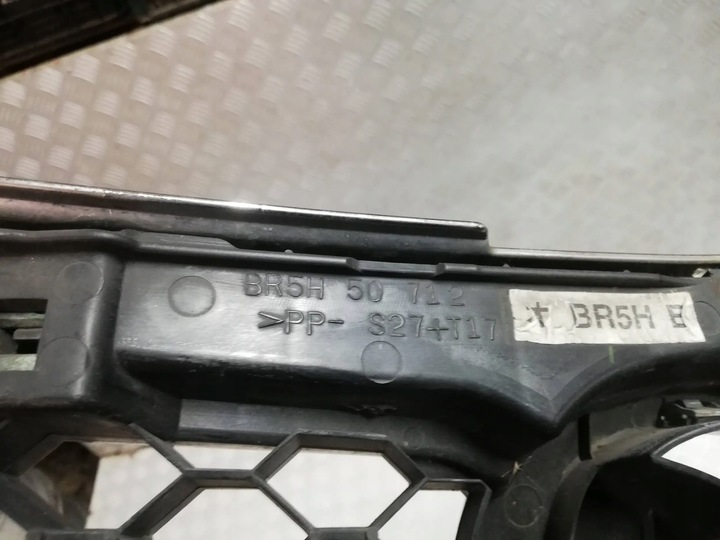 BR5H 50 712
>PP- S27+T17
+ BR5H E